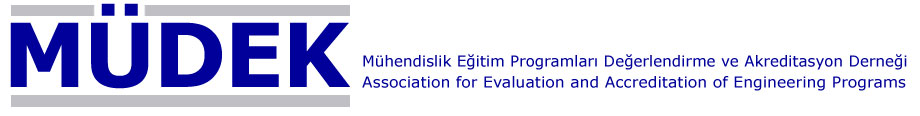 MÜDEK
Mühendislik Eğitim Programları Değerlendirme ve Akreditasyon Derneği
Association for Evaluation and Accreditation of Engineering Programs